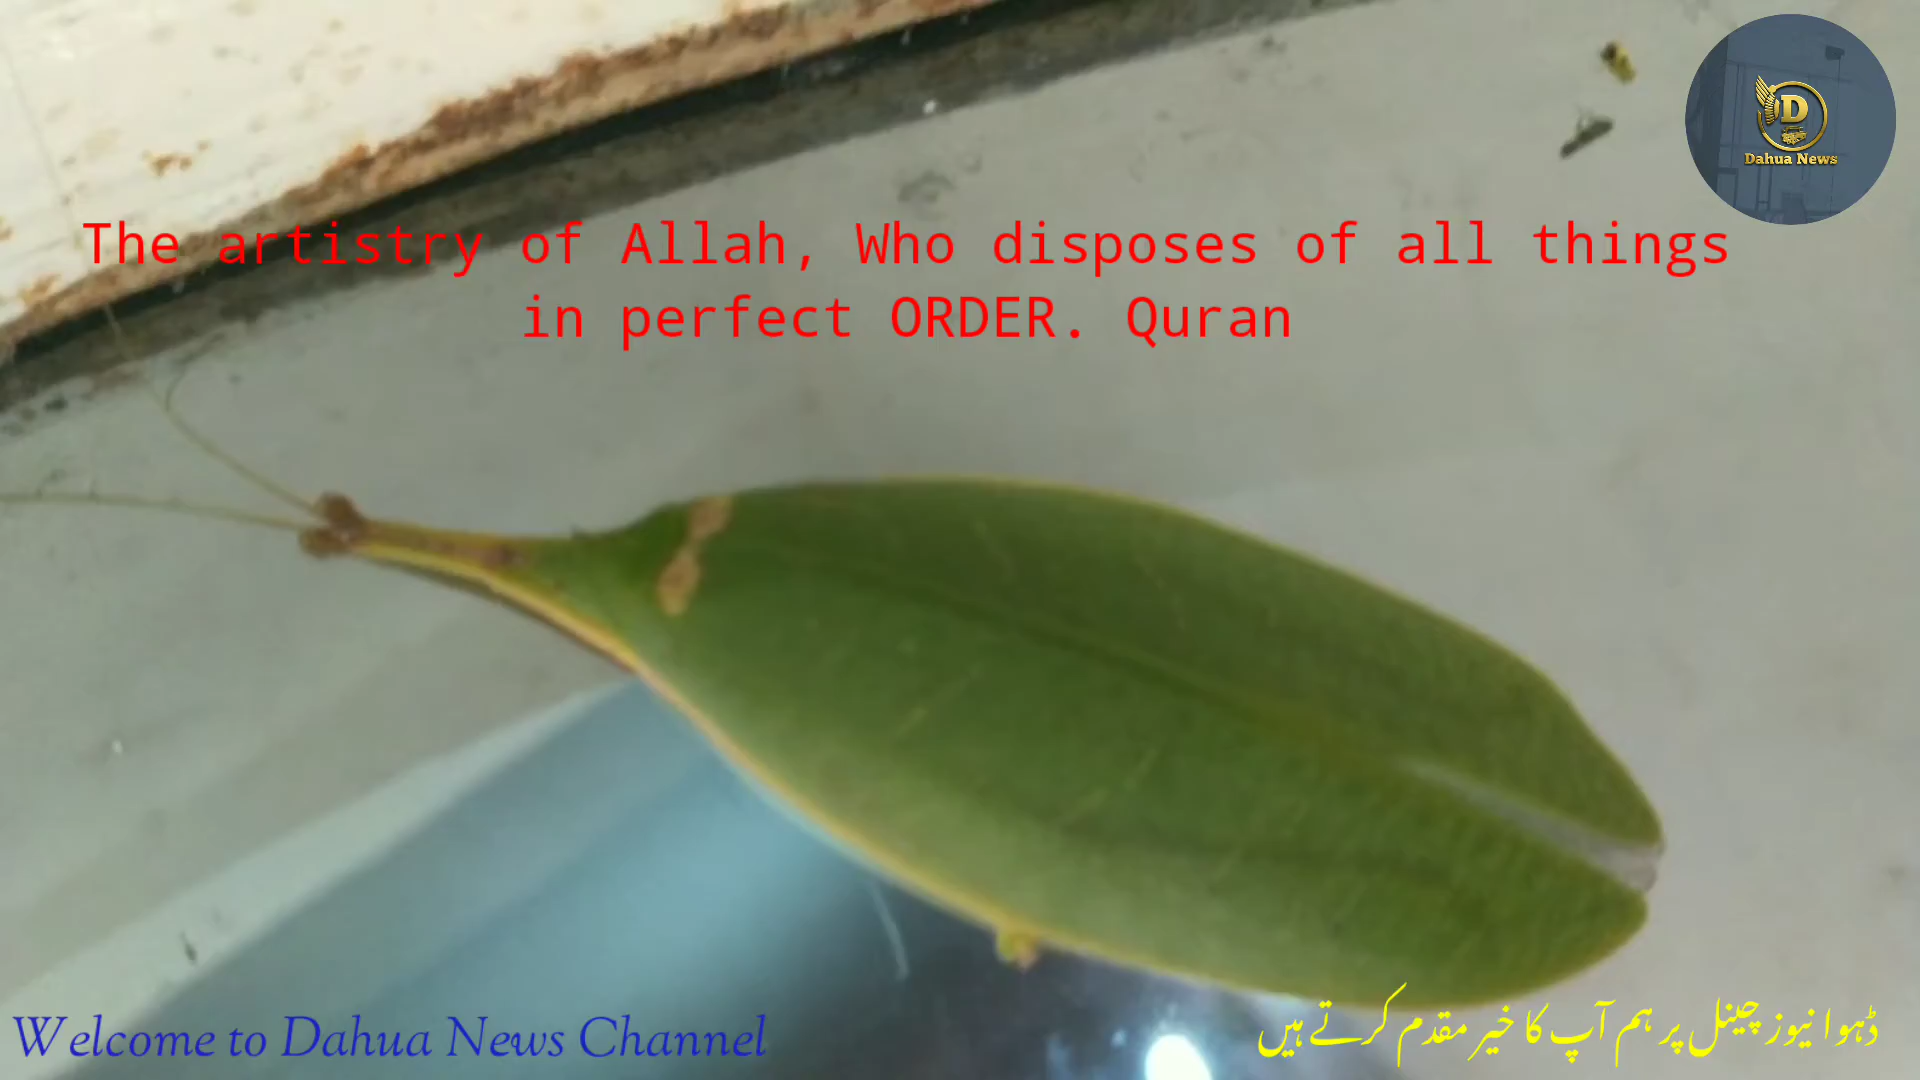 D
Dahua News
The artistry of Allah, Who disposes of all things
in perfect ORDER. Quran
Welcome to Dahua News Channel
ڈہوا نیوز چینل پر ہم آپ کا خیر مقدم کرتے ہیں